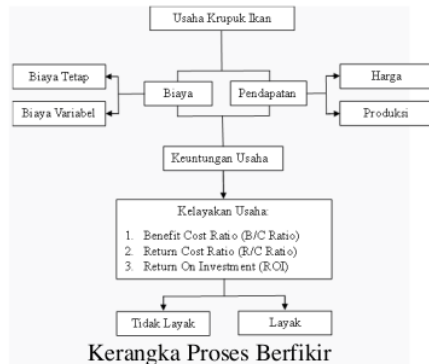 Usaha Krupuk Ikan
Biaya Tetap
Biaya Variabel
Biaya
Pendapatan
Harga
Produksi
Keuntungan Usaha
Kelayakan Usaha:
1. Benefit Cost Ratio (B/C Ratio)
2. Return Cost Ratio (R/C Ratio)
3. Return On Investment (ROI)
Tidak Layak
Layak
Kerangka Proses Berfikir